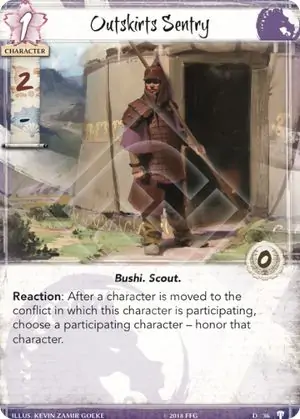 Outskirts Sentry
1
CHARACTER
2
-
0
Bushi. Scout.
Reaction: After a character is moved to the
conflict in which this character is participating,
choose a participating character – honor that
character.
ILLUS. KEVIN ZAMIR GOEKE
© 2018 FFG
D 36